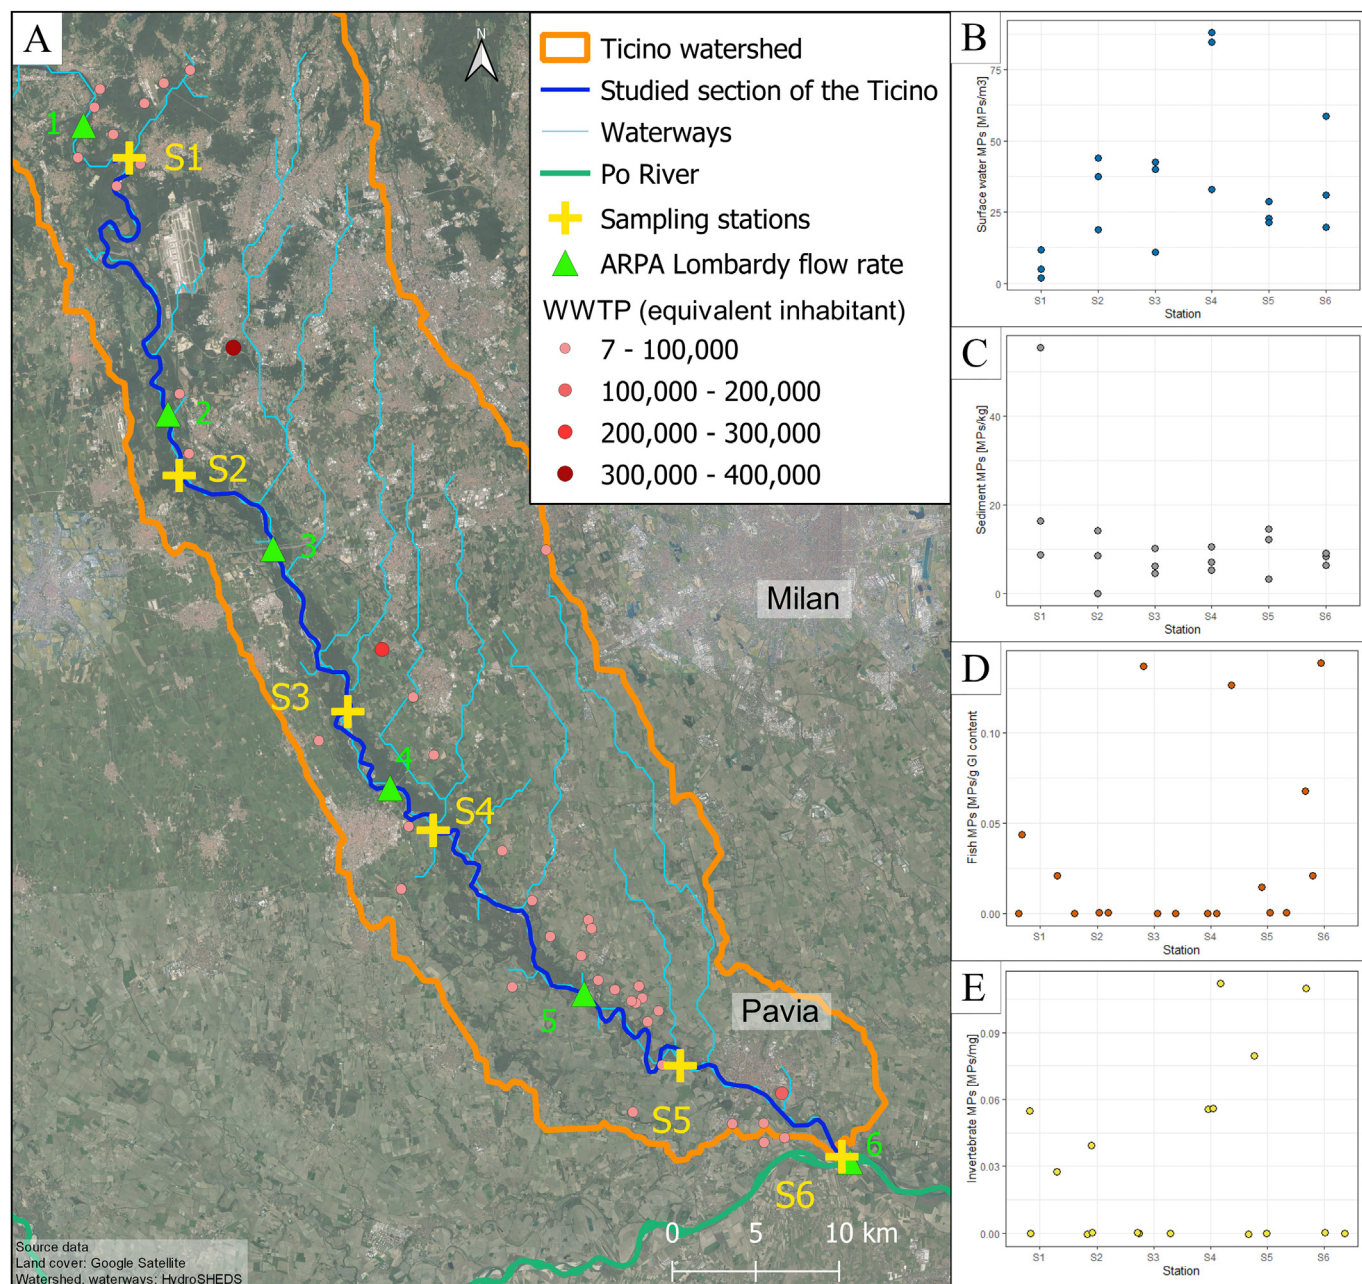 A
N
Ticino watershed
Studied section of the Ticino
Waterways
Po River
Sampling stations
ARPA Lombardy flow rate
WWTP (equivalent inhabitant)
7 - 100,000
100,000 - 200,000
200,000 - 300,000
300,000 - 400,000
1
S1
2
S2
3
S3
4
S4
5
S5
6
S6
Milan
Pavia
0 5 10 km
Source data
Land cover: Google Satellite
Watershed, waterways: HydroSHEDS
B
Surface water MPs [MPs/m3]
75
50
25
0
S1 S2 S3 S4 S5 S6
Station
C
Sediment MPs [MPs/kg]
40
20
0
S1 S2 S3 S4 S5 S6
Station
D
Fish MPs [MPs/g GI content
0.10
0.05
0.00
S1 S2 S3 S4 S5 S6
Station
E
Invertebrate MPs [MPs/mg]
0.09
0.06
0.03
0.00
S1 S2 S3 S4 S5 S6
Station